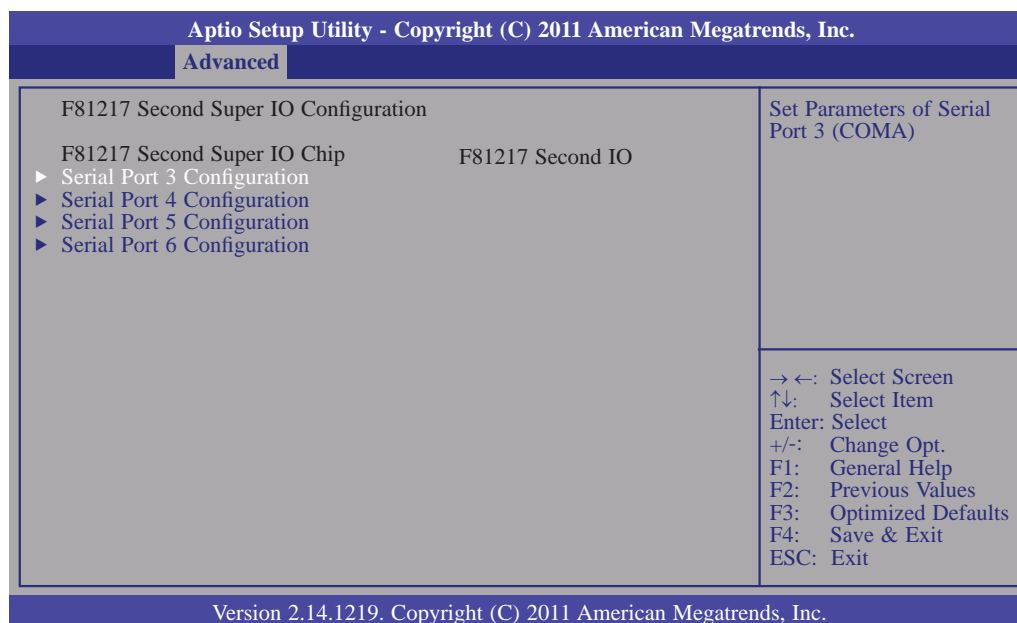 Aptio Setup Utility - Copyright (C) 2011 American Megatrends, Inc.
Advanced
F81217 Second Super IO Configuration
F81217 Second Super IO Chip F81217 Second IO
▶ Serial Port 3 Configuration
▶ Serial Port 4 Configuration
▶ Serial Port 5 Configuration
▶ Serial Port 6 Configuration
Set Parameters of Serial
Port 3 (COMA)
→ ←: Select Screen
↑↓: Select Item
Enter: Select
+/-: Change Opt.
F1: General Help
F2: Previous Values
F3: Optimized Defaults
F4: Save & Exit
ESC: Exit
Version 2.14.1219. Copyright (C) 2011 American Megatrends, Inc.